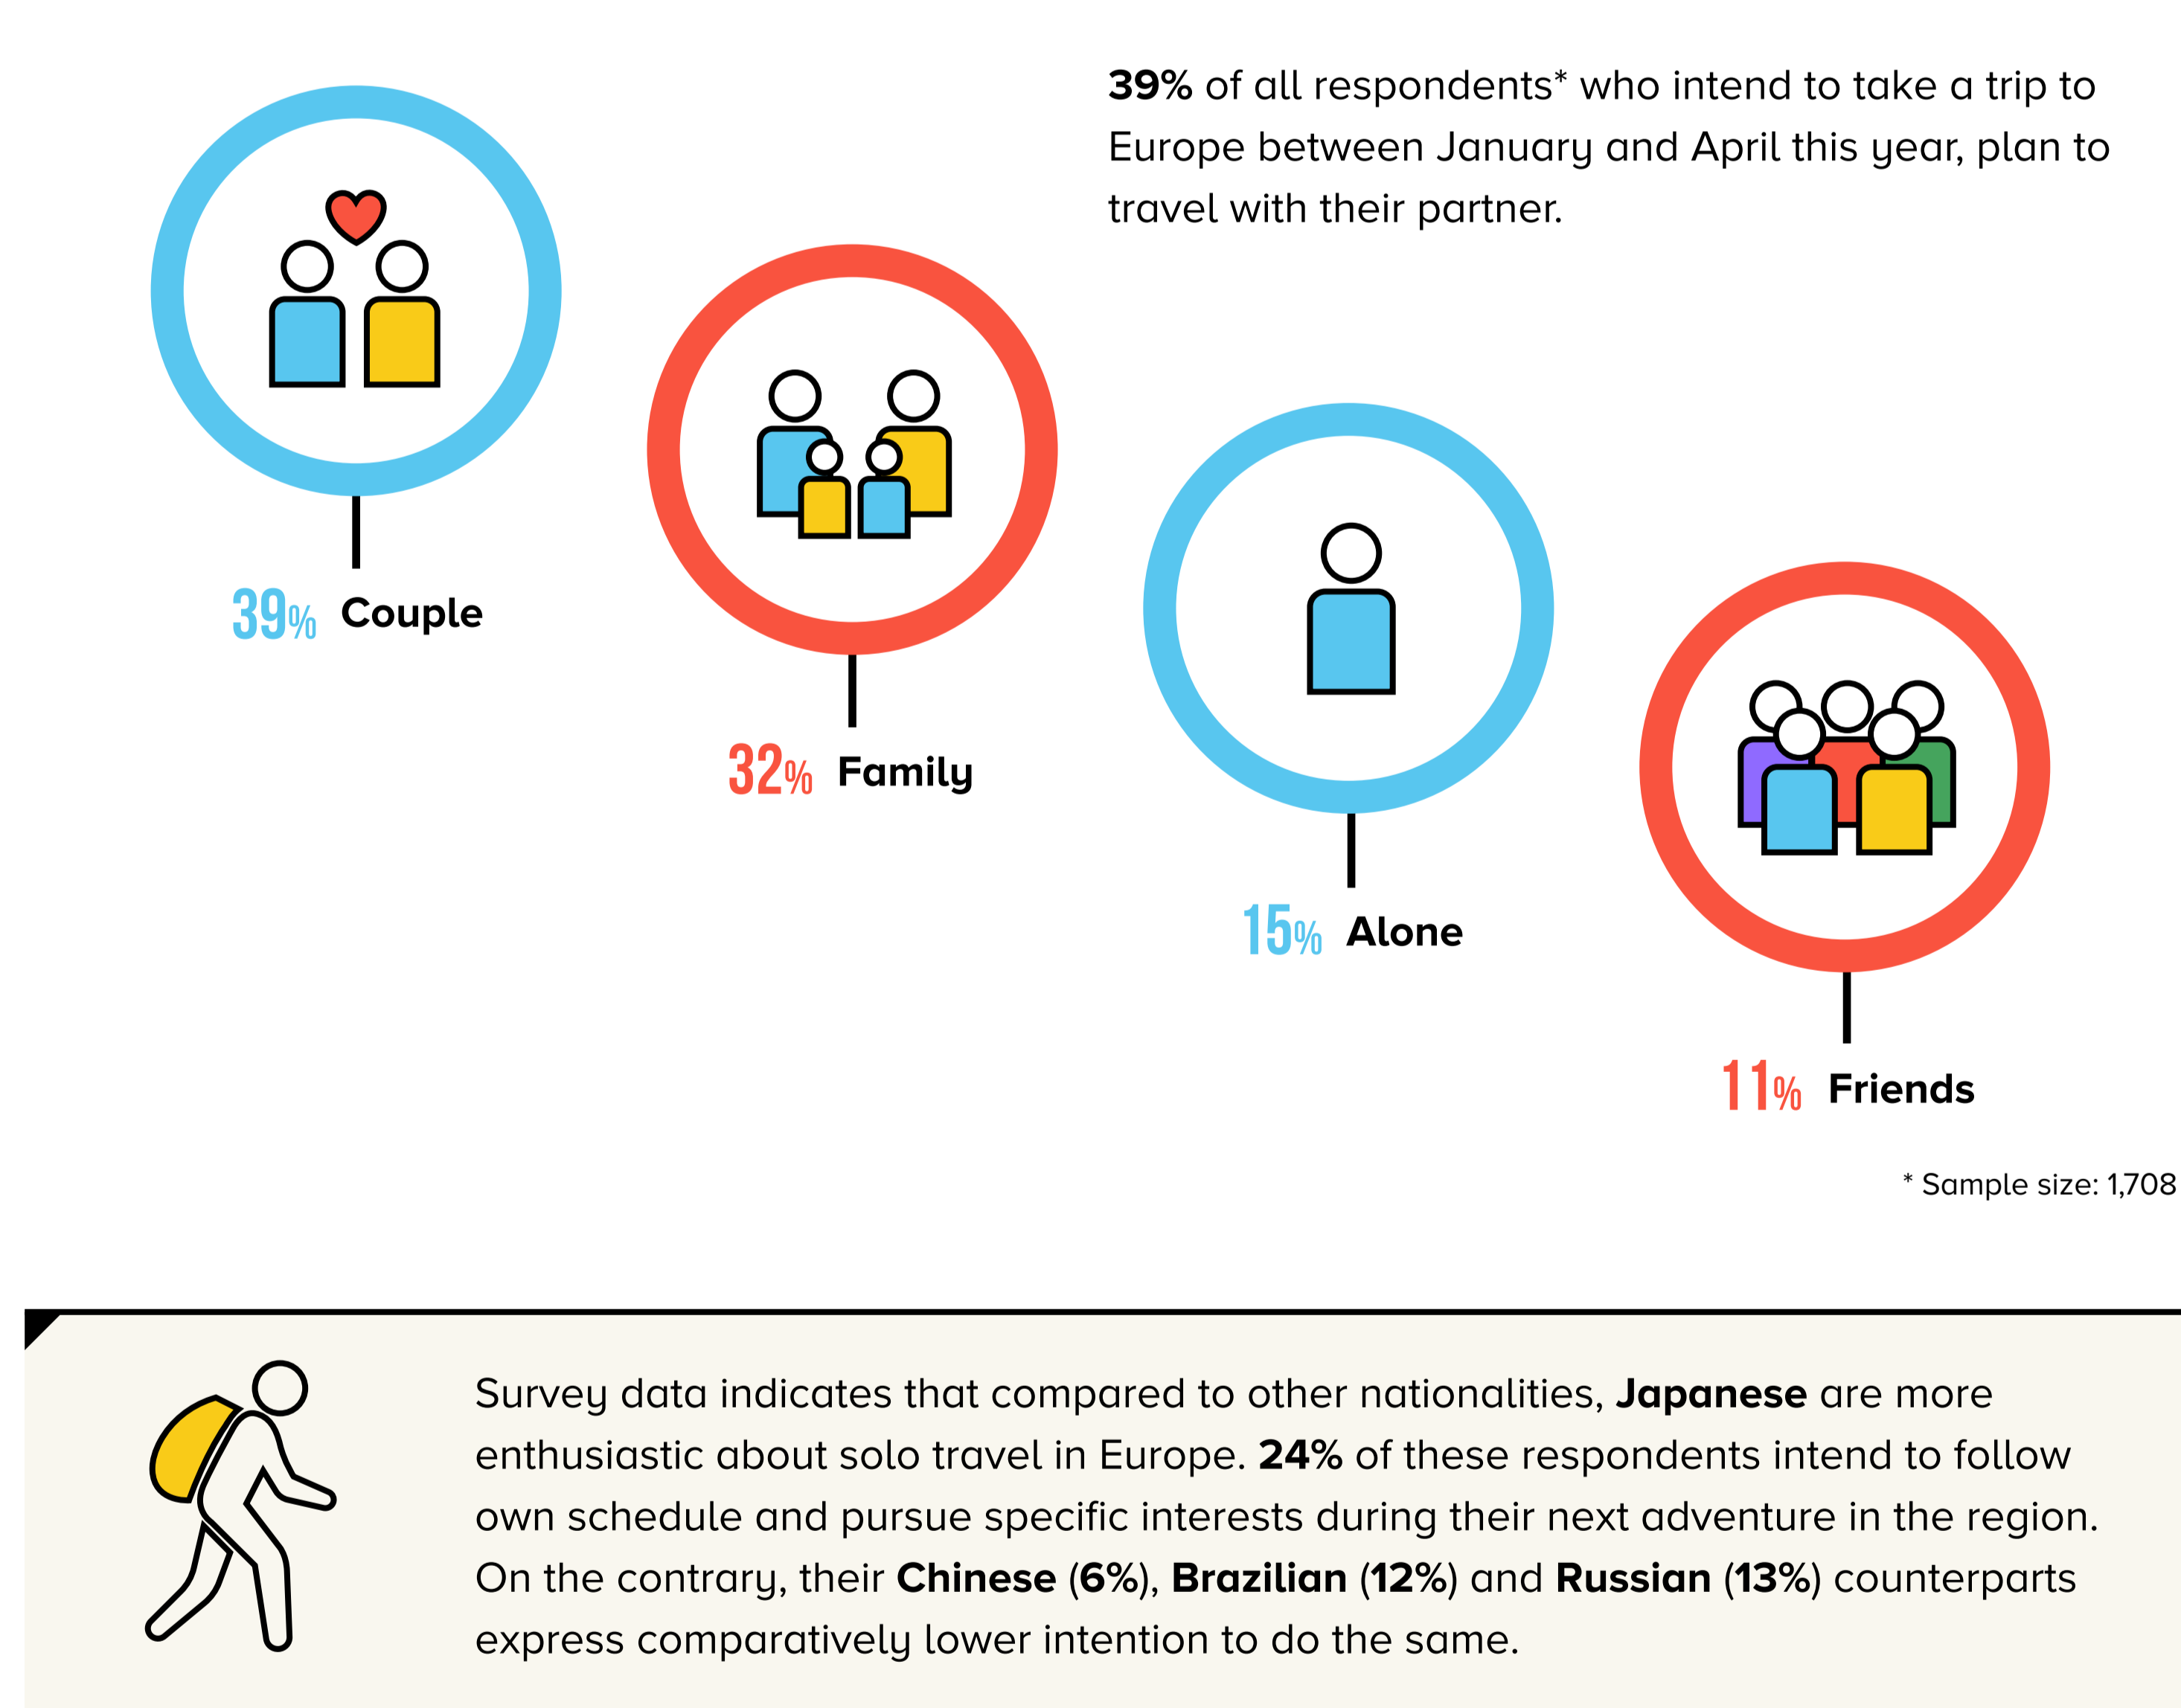 39% of all respondents* who intend to take a trip to
Europe between January and April this year, plan to
travel with their partner.
39% Couple
32% Family
15% Alone
11% Friends
* Sample size: 1,708
Survey data indicates that compared to other nationalities, Japanese are more
enthusiastic about solo travel in Europe. 24% of these respondents intend to follow
own schedule and pursue specific interests during their next adventure in the region.
On the contrary, their Chinese (6%), Brazilian (12%) and Russian (13%) counterparts
express comparatively lower intention to do the same.